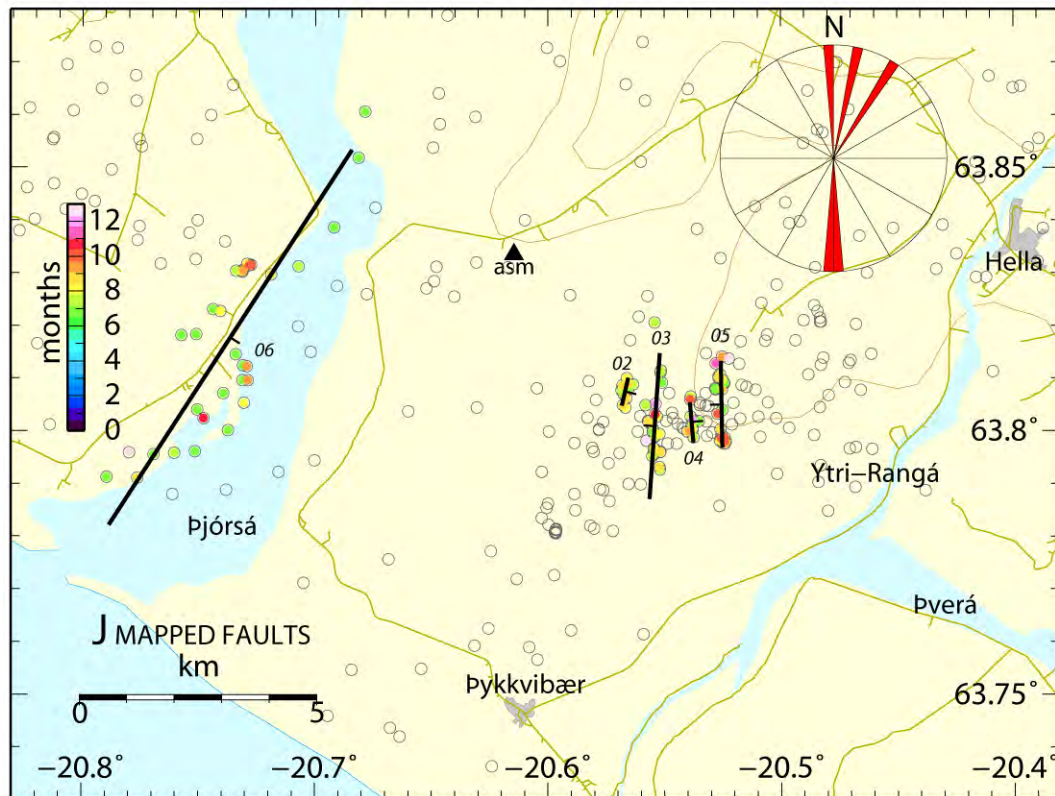 N
63.85°
Hella
asm
months
12
10
8
6
4
2
0
06
02
03
05
04
63.8°
Ytri–Rangá
Þjórsá
Þverá
J MAPPED FAULTS
km
0 5
Þykkvibær
63.75°
−20.8° −20.7° −20.6° −20.5° −20.4°